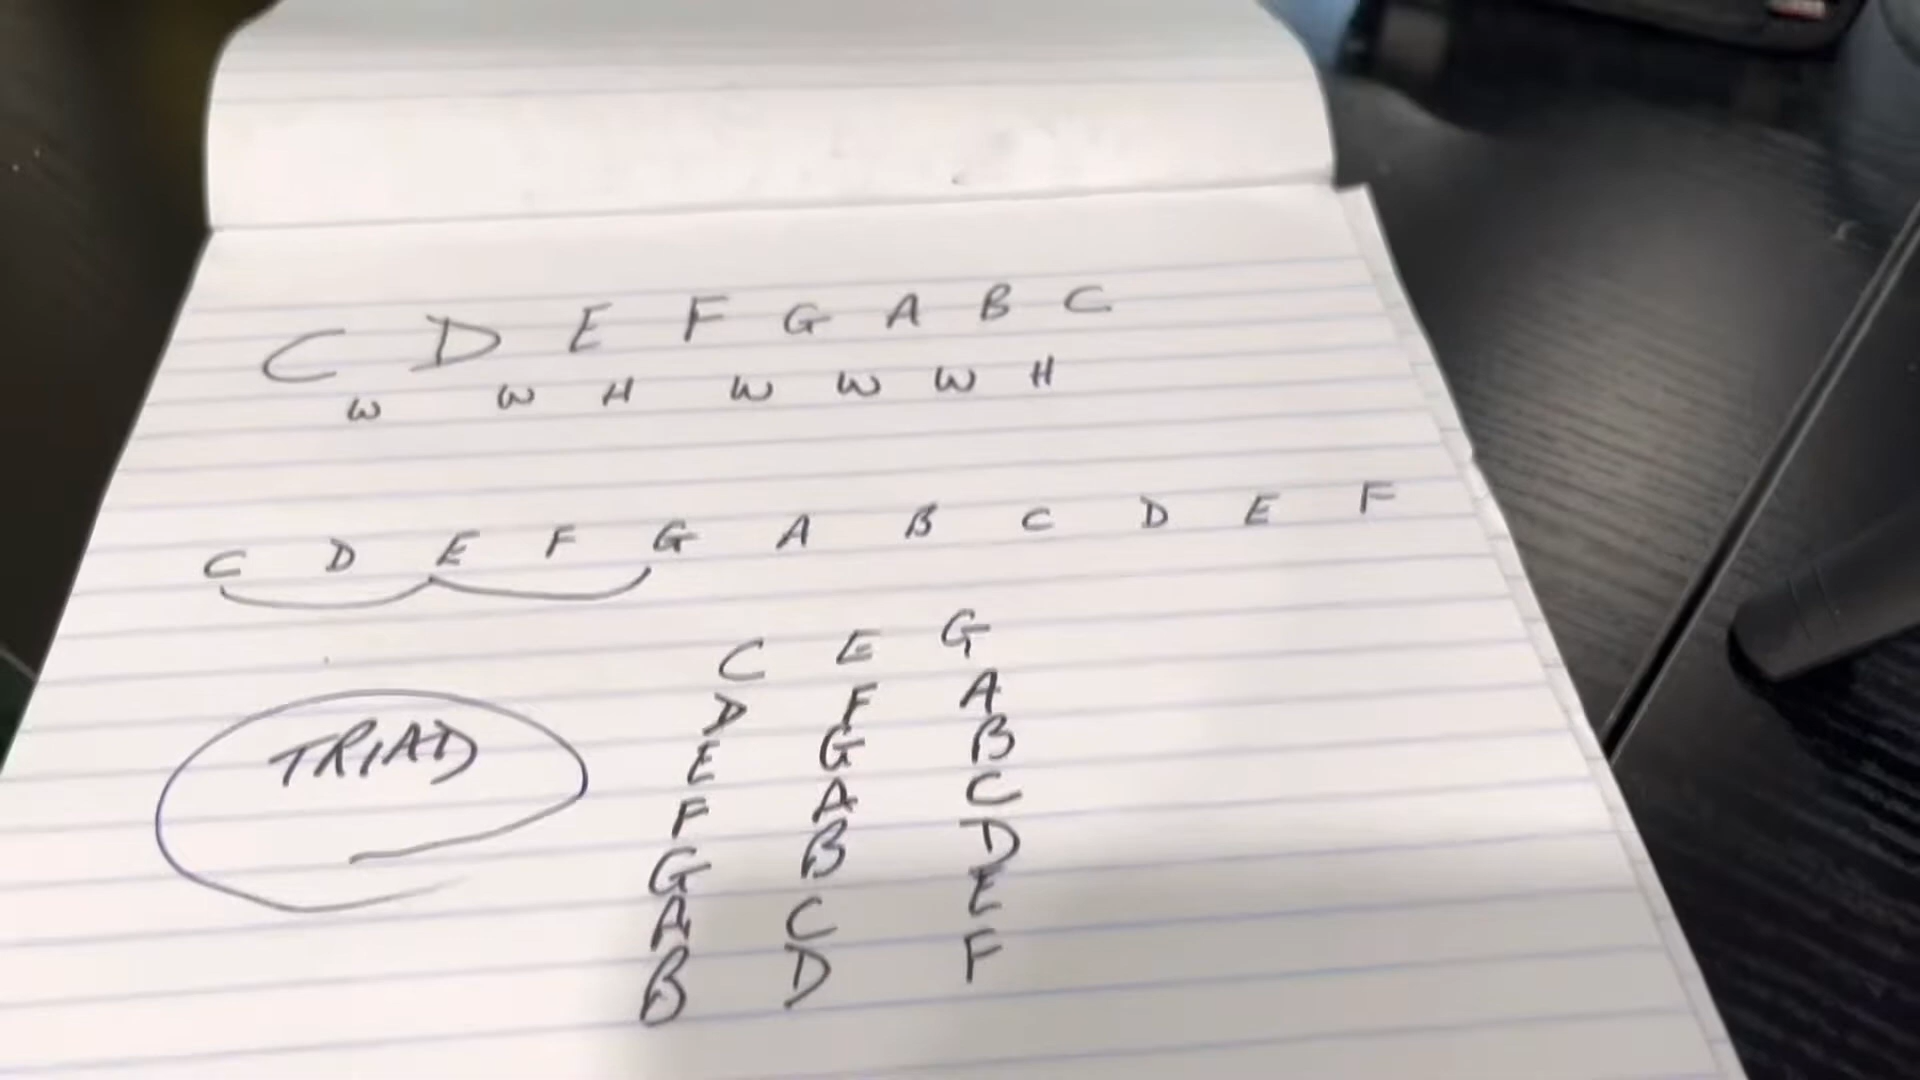 C D E F G A B C
W W H W W W H
C D E F G A B C D E F
C E G
D F A
TRIAD
E G B
F A C
G B D
A C E
B D F